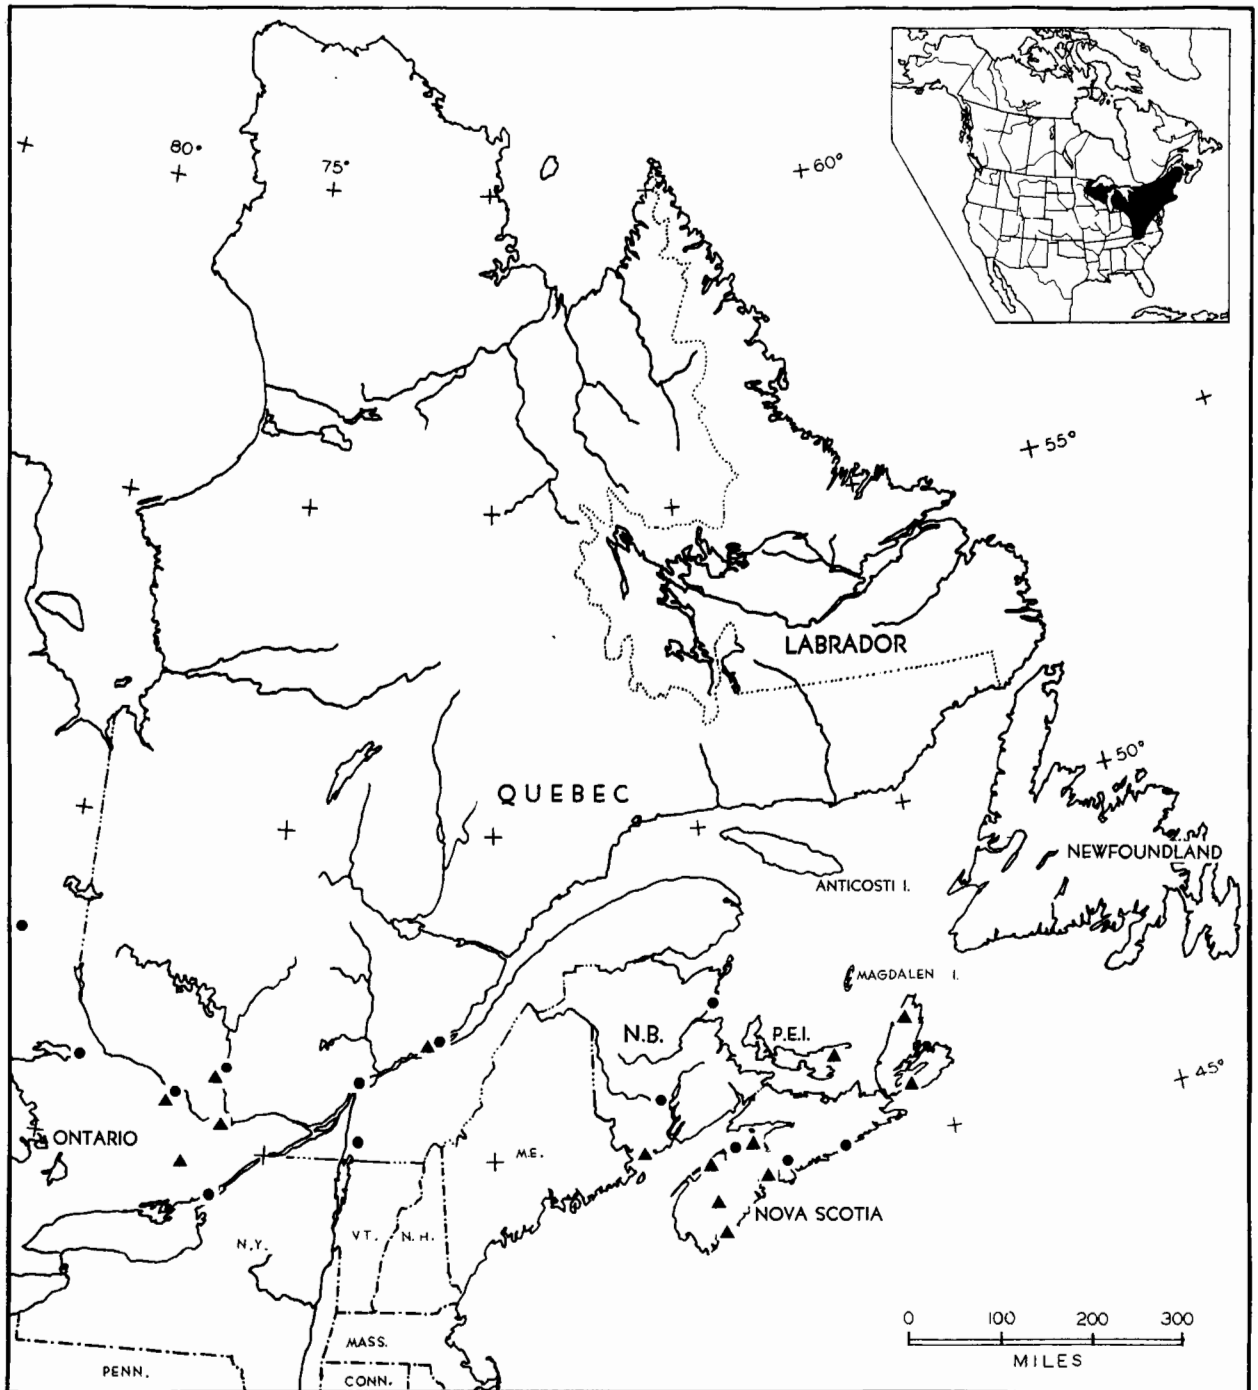 80°
75°
60°
55°
LABRADOR
50°
QUEBEC
NEWFOUNDLAND
ANTICOSTI I.
MAGDALEN I.
N.B.
P.E.I.
45°
ONTARIO
M.E.
NOVA SCOTIA
N.Y.
VT.
N.H.
0 100 200 300
MILES
MASS.
PENN.
CONN.